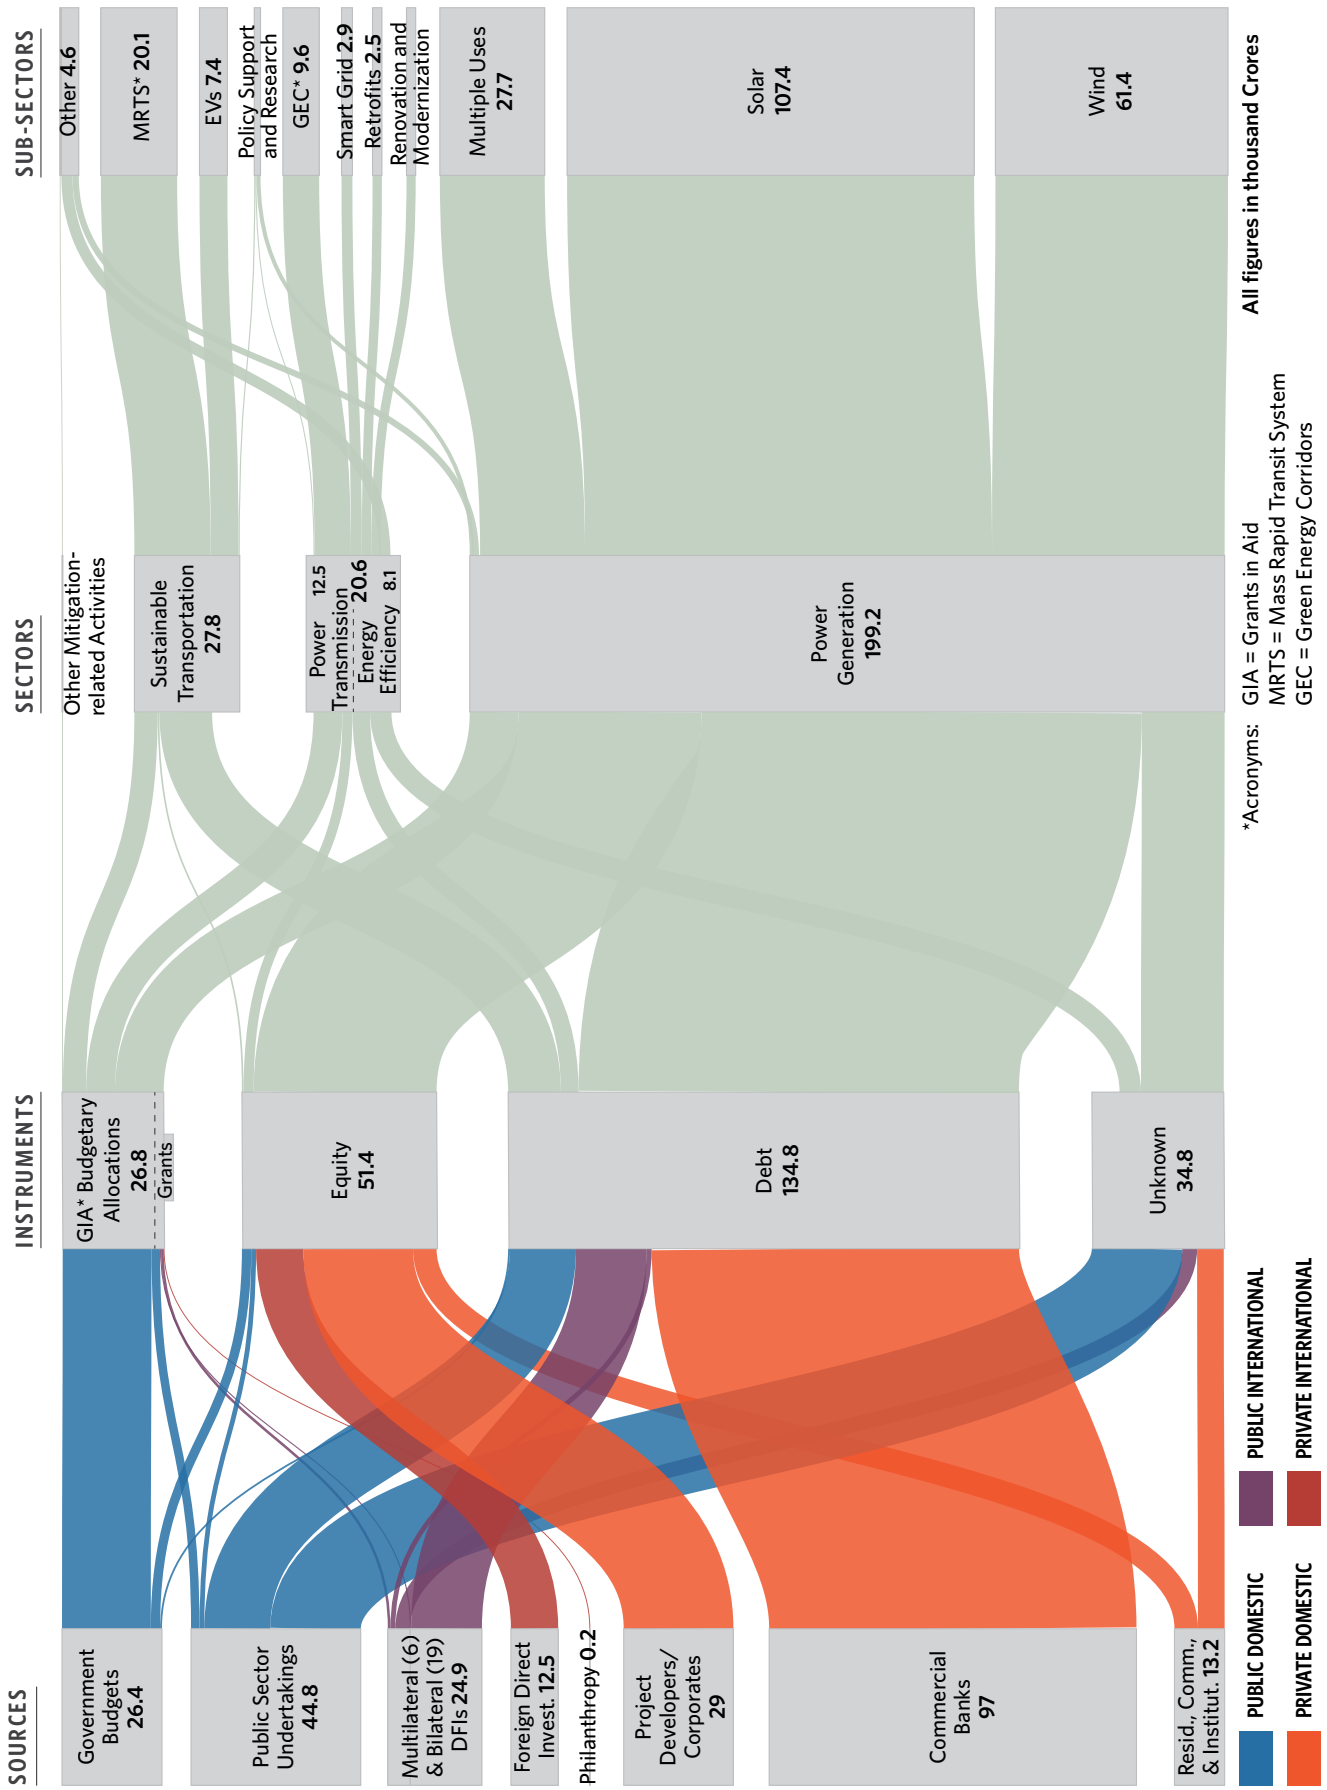 SOURCES
INSTRUMENTS
SECTORS
SUB-SECTORS
Government
Budgets
26.4
Public Sector
Undertakings
44.8
Multilateral (6)
& Bilateral (19)
DFIs 24.9
Foreign Direct
Invest. 12.5
Philanthropy 0.2
Project
Developers/
Corporates
29
Commercial
Banks
97
Resid., Comm.,
& Institut. 13.2
GIA* Budgetary
Allocations
26.8
Grants
Equity
51.4
Debt
134.8
Unknown
34.8
Other Mitigation-
related Activities
Sustainable
Transportation
27.8
Power 12.5
Transmission
20.6
Energy
Efficiency 8.1
Power
Generation
199.2
Other 4.6
MRTS* 20.1
EVs 7.4
Policy Support
and Research
GEC* 9.6
Smart Grid 2.9
Retrofits 2.5
Renovation and
Modernization
Multiple Uses
27.7
Solar
107.4
Wind
61.4
PUBLIC DOMESTIC
PUBLIC INTERNATIONAL
PRIVATE DOMESTIC
PRIVATE INTERNATIONAL
*Acronyms: GIA = Grants in Aid
MRTS = Mass Rapid Transit System
GEC = Green Energy Corridors
All figures in thousand Crores